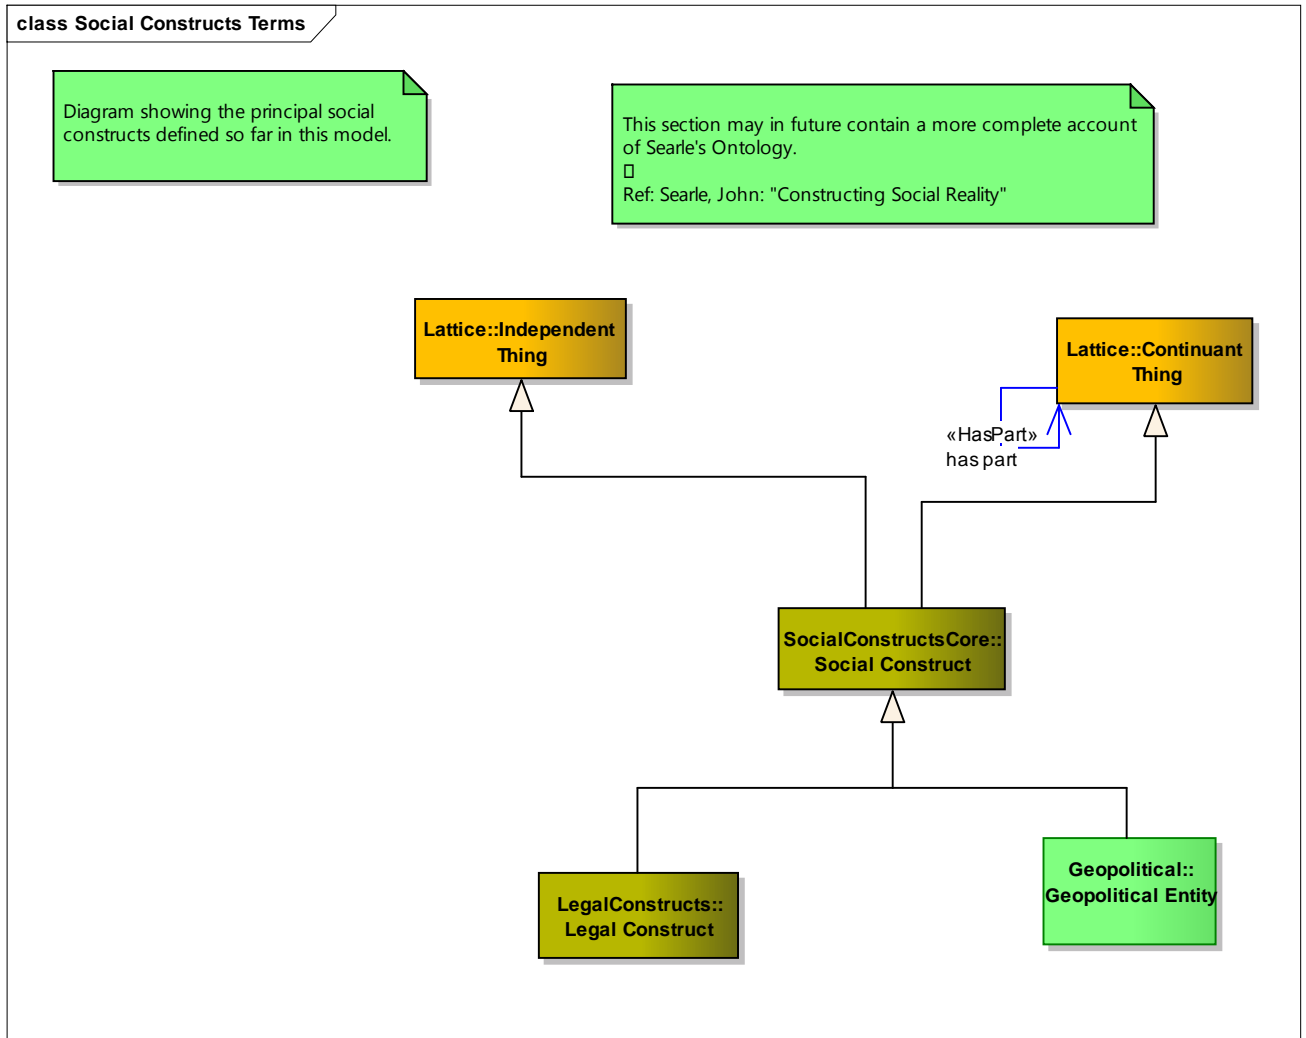 class Social Constructs Terms
Diagram showing the principal social
constructs defined so far in this model.
This section may in future contain a more complete account
of Searle's Ontology.
Ref: Searle, John: "Constructing Social Reality"
Lattice::Independent
Thing
Lattice::Continuant
Thing
«HasPart»
has part
SocialConstructsCore::
Social Construct
LegalConstructs::
Legal Construct
Geopolitical::
Geopolitical Entity